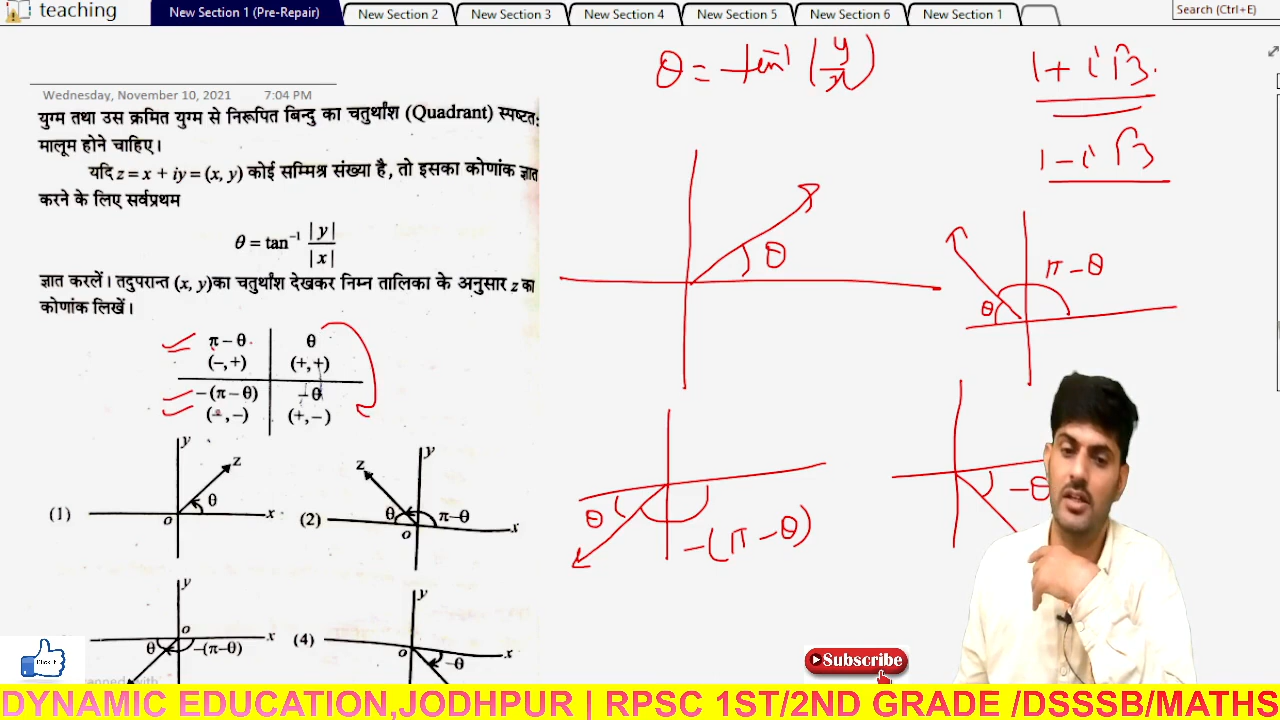 teaching
New Section 1 (Pre-Repair)
New Section 2
New Section 3
New Section 4
New Section 5
New Section 6
New Section 1
Search (Ctrl+E)
Wednesday, November 10, 2021 7:04 PM
युग्म तथा उस क्रमित युग्म से निरूपित बिन्दु का चतुर्थांश (Quadrant) स्पष्टत:
मालूम होने चाहिए।
यदि z = x + iy = (x, y) कोई सम्मिश्र संख्या है, तो इसका कोणांक ज्ञात
करने के लिए सर्वप्रथम
θ = tan⁻¹ |y|/|x|
ज्ञात करलें। तदुपरान्त (x, y)का चतुर्थांश देखकर निम्न तालिका के अनुसार z का
कोणांक लिखें।
π – θ θ
(–, +) (+, +)
–(π – θ) –θ
(–, –) (+, –)
(1) y z θ o x
(2) y z θ π–θ o x
y o x θ –(π–θ)
(4) y o x –θ
θ = tan⁻¹ (y/x)
1 + i√3
1 – i√3
θ
π – θ
θ
θ
–(π – θ)
–θ
Subscribe
DYNAMIC EDUCATION,JODHPUR | RPSC 1ST/2ND GRADE /DSSSB/MATHS